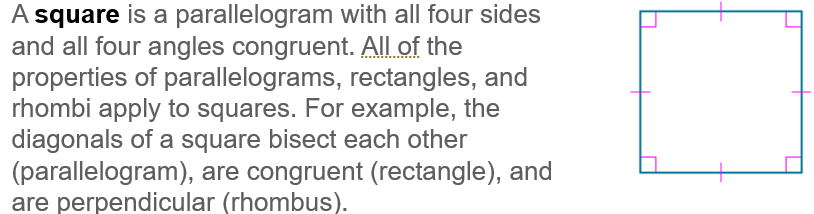 A square is a parallelogram with all four sides
and all four angles congruent. All of the
properties of parallelograms, rectangles, and
rhombi apply to squares. For example, the
diagonals of a square bisect each other
(parallelogram), are congruent (rectangle), and
are perpendicular (rhombus).